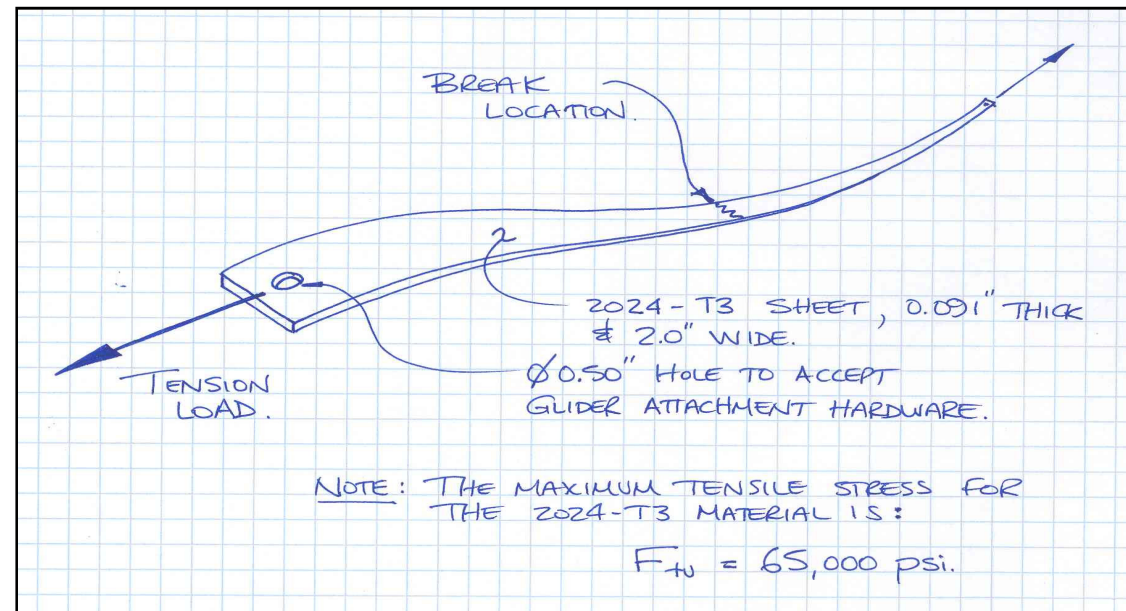 BREAK
LOCATION.
2024-T3 SHEET, 0.091" THICK
& 2.0" WIDE.
Ø0.50" HOLE TO ACCEPT
GLIDER ATTACHMENT HARDWARE.
TENSION
LOAD.
NOTE: THE MAXIMUM TENSILE STRESS FOR
THE 2024-T3 MATERIAL IS:
Ftu = 65,000 psi.